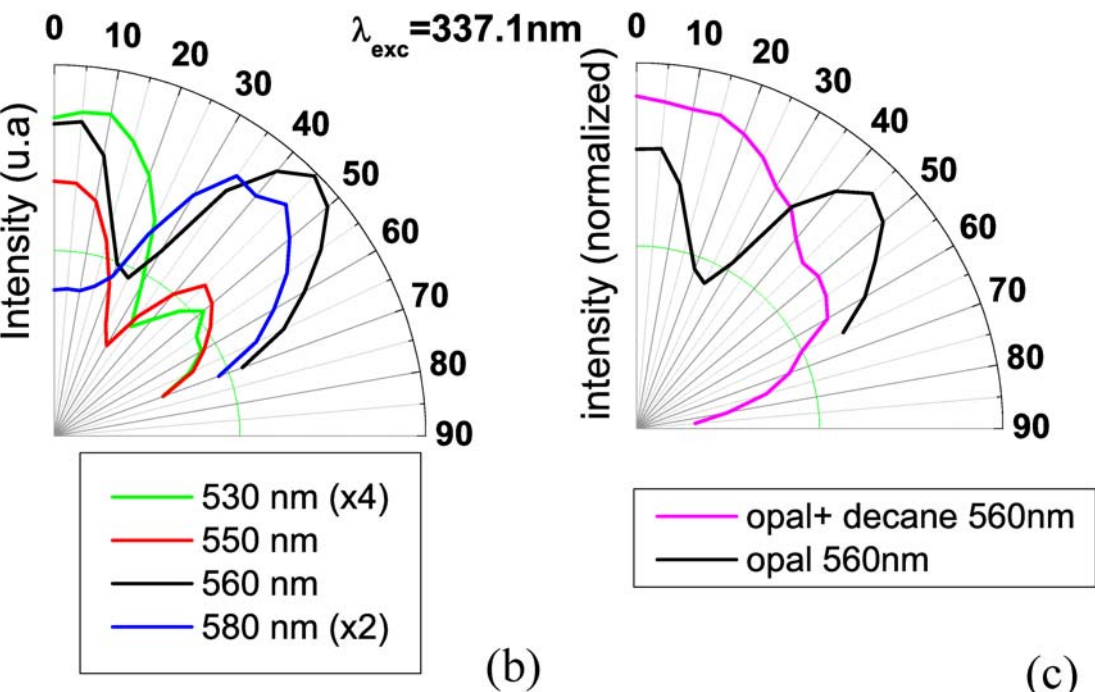 λexc=337.1nm
Intensity (u.a)
0
10
20
30
40
50
60
70
80
90
530 nm (x4)
550 nm
560 nm
580 nm (x2)
(b)
intensity (normalized)
0
10
20
30
40
50
60
70
80
90
opal+ decane 560nm
opal 560nm
(c)